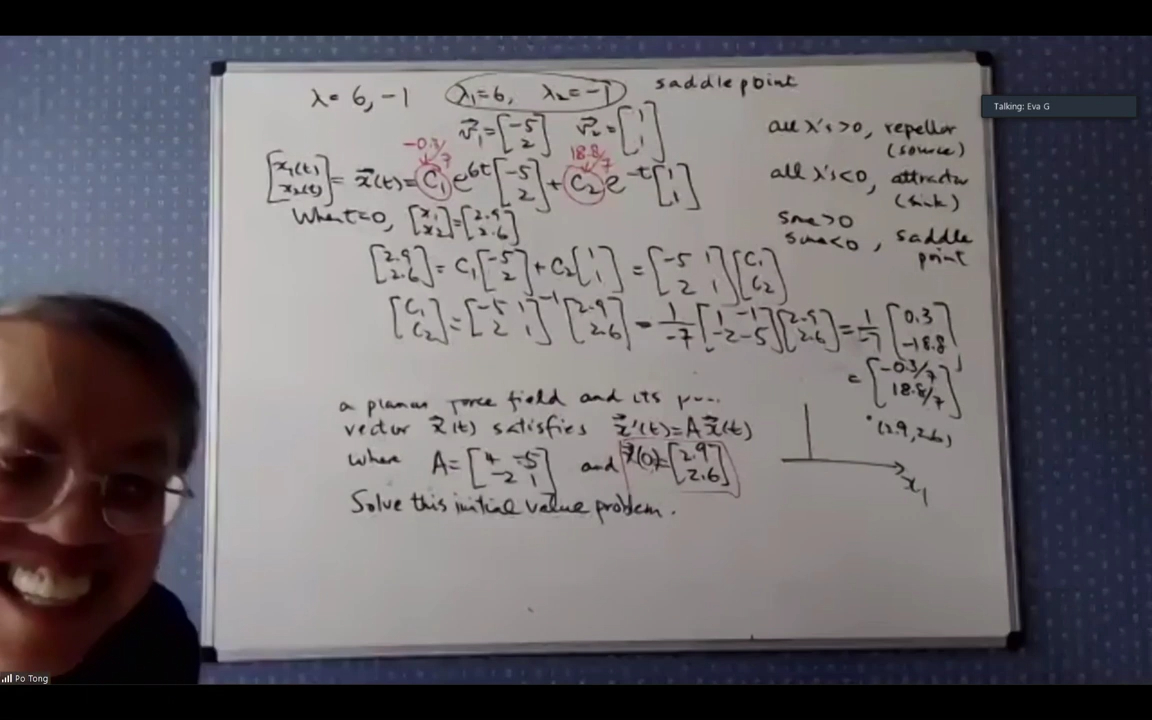 λ = 6, -1   λ₁=6, λ₂=-1   saddle point
v⃗₁=[-5; 2]   v⃗₂=[1; 1]
all λ's>0, repellor
(source)
-0.3/7   18.8/7
[x₁(t); x₂(t)] = x⃗(t) = C₁e^{6t}[-5; 2] + C₂e^{-t}[1; 1]
all λ's<0, attractor
(sink)
When t=0, [x₁; x₂]=[2.9; 2.6]
some>0
some<0, saddle
point
[2.9; 2.6] = C₁[-5; 2] + C₂[1; 1] = [-5 1; 2 1][C₁; C₂]
[C₁; C₂] = [-5 1; 2 1]⁻¹[2.9; 2.6] = 1/-7 [1 -1; -2 -5][2.9; 2.6] = 1/-7 [0.3; -18.8]
= [-0.3/7; 18.8/7]
a planar force field and its
vector x⃗(t) satisfies x⃗'(t)=Ax⃗(t)
where A=[4 -5; -2 1] and x⃗(0)=[2.9; 2.6]
Solve this initial value problem.
(2.9, 2.6)
x₁
Talking: Eva G
Po Tong